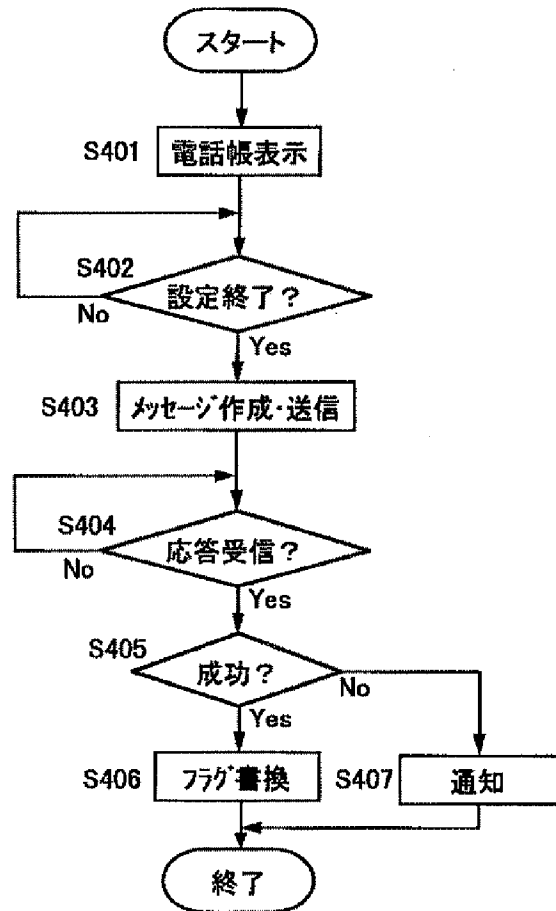 スタート
S401 電話帳表示
S402
設定終了?
No
Yes
S403 メッセージ作成・送信
S404
応答受信?
No
Yes
S405
成功?
No
Yes
S406 フラグ書換 S407 通知
終了